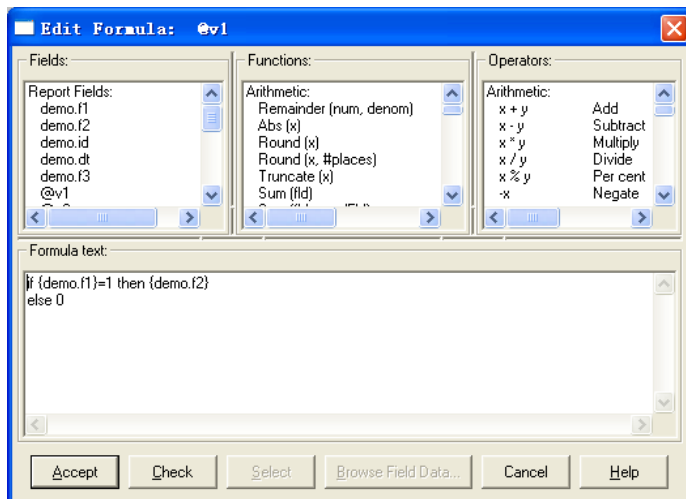 Edit Formula: @v1
Fields:
Report Fields:
demo.f1
demo.f2
demo.id
demo.dt
demo.f3
@v1
Functions:
Arithmetic:
Remainder (num, denom)
Abs (x)
Round (x)
Round (x, #places)
Truncate (x)
Sum (fld)
Operators:
Arithmetic:
x + y Add
x - y Subtract
x * y Multiply
x / y Divide
x % y Per cent
-x Negate
Formula text:
if {demo.f1}=1 then {demo.f2}
else 0
Accept Check Select Browse Field Data... Cancel Help